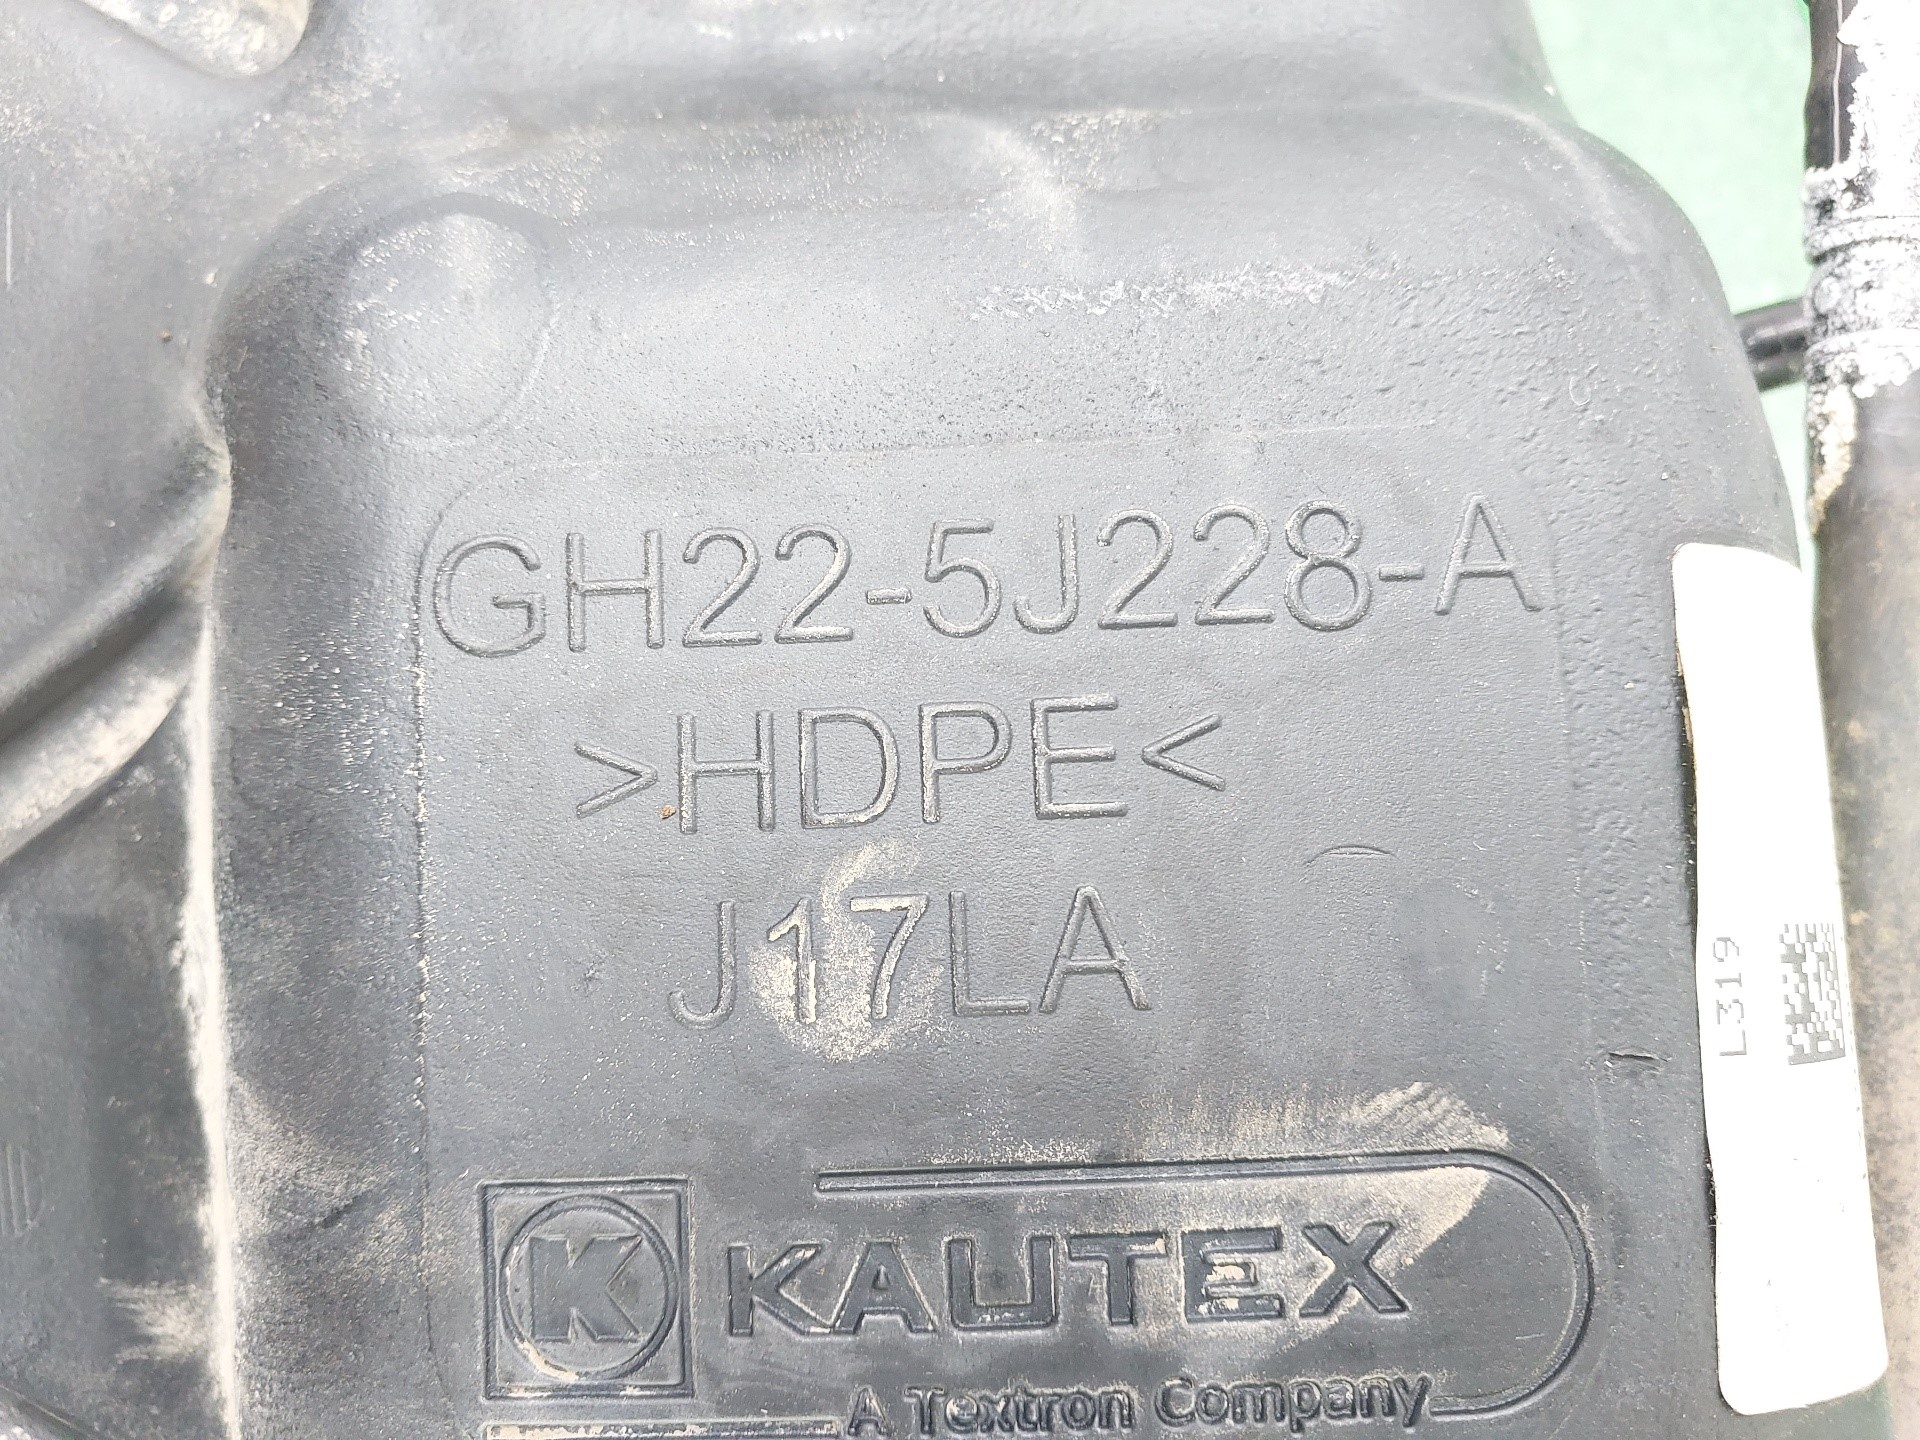 GH22-5J228-A
>HDPE<
J17LA
L319
K KAUTEX
A Textron Company